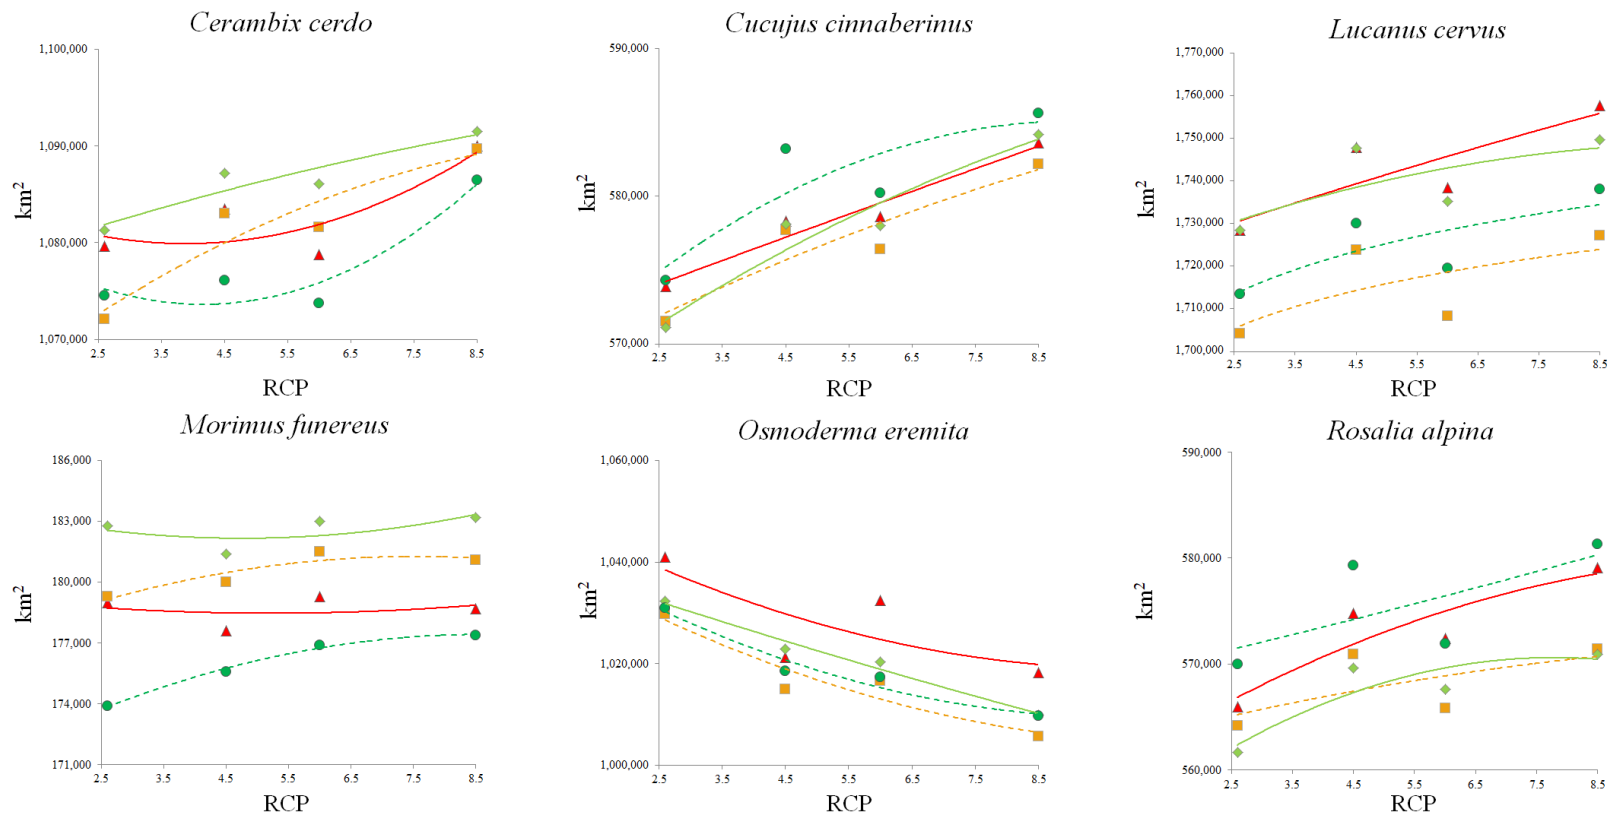 Cerambix cerdo
1,100,000
1,090,000
1,080,000
1,070,000
km²
2.5 3.5 4.5 5.5 6.5 7.5 8.5
RCP
Cucujus cinnaberinus
590,000
580,000
570,000
km²
2.5 3.5 4.5 5.5 6.5 7.5 8.5
RCP
Lucanus cervus
1,770,000
1,760,000
1,750,000
1,740,000
1,730,000
1,720,000
1,710,000
1,700,000
km²
2.5 3.5 4.5 5.5 6.5 7.5 8.5
RCP
Morimus funereus
186,000
183,000
180,000
177,000
174,000
171,000
km²
2.5 3.5 4.5 5.5 6.5 7.5 8.5
RCP
Osmoderma eremita
1,060,000
1,040,000
1,020,000
1,000,000
km²
2.5 3.5 4.5 5.5 6.5 7.5 8.5
RCP
Rosalia alpina
590,000
580,000
570,000
560,000
km²
2.5 3.5 4.5 5.5 6.5 7.5 8.5
RCP